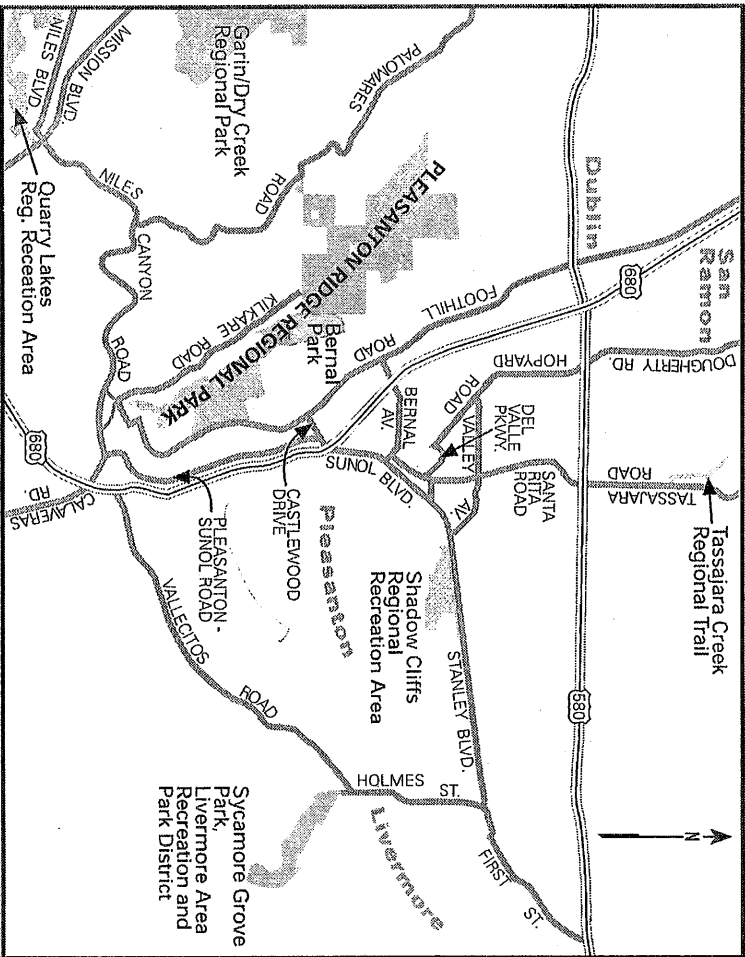 San
Ramon
DOUGHERTY RD.
TASSAJARA
ROAD
Tassajara Creek
Regional Trail
N
Dublin
680
580
PALOMARES
ROAD
FOOTHILL
ROAD
HOPYARD
ROAD
DEL
VALLE
PKWY.
SANTA
RITA
ROAD
VALLEY
AV.
BERNAL
AV.
FIRST
ST.
Garin/Dry Creek
Regional Park
PLEASANTON RIDGE REGIONAL PARK
Bernal
Park
STANLEY BLVD.
Shadow Cliffs
Regional
Recreation Area
SUNOL BLVD.
Pleasanton
Livermore
HOLMES
ST.
CASTLEWOOD
DRIVE
KILKARE
ROAD
MISSION BLVD.
NILES BLVD.
NILES
CANYON
ROAD
PLEASANTON -
SUNOL ROAD
VALLECITOS
ROAD
Sycamore Grove
Park,
Livermore Area
Recreation and
Park District
Quarry Lakes
Reg. Receation Area
680
CALAVERAS
RD.